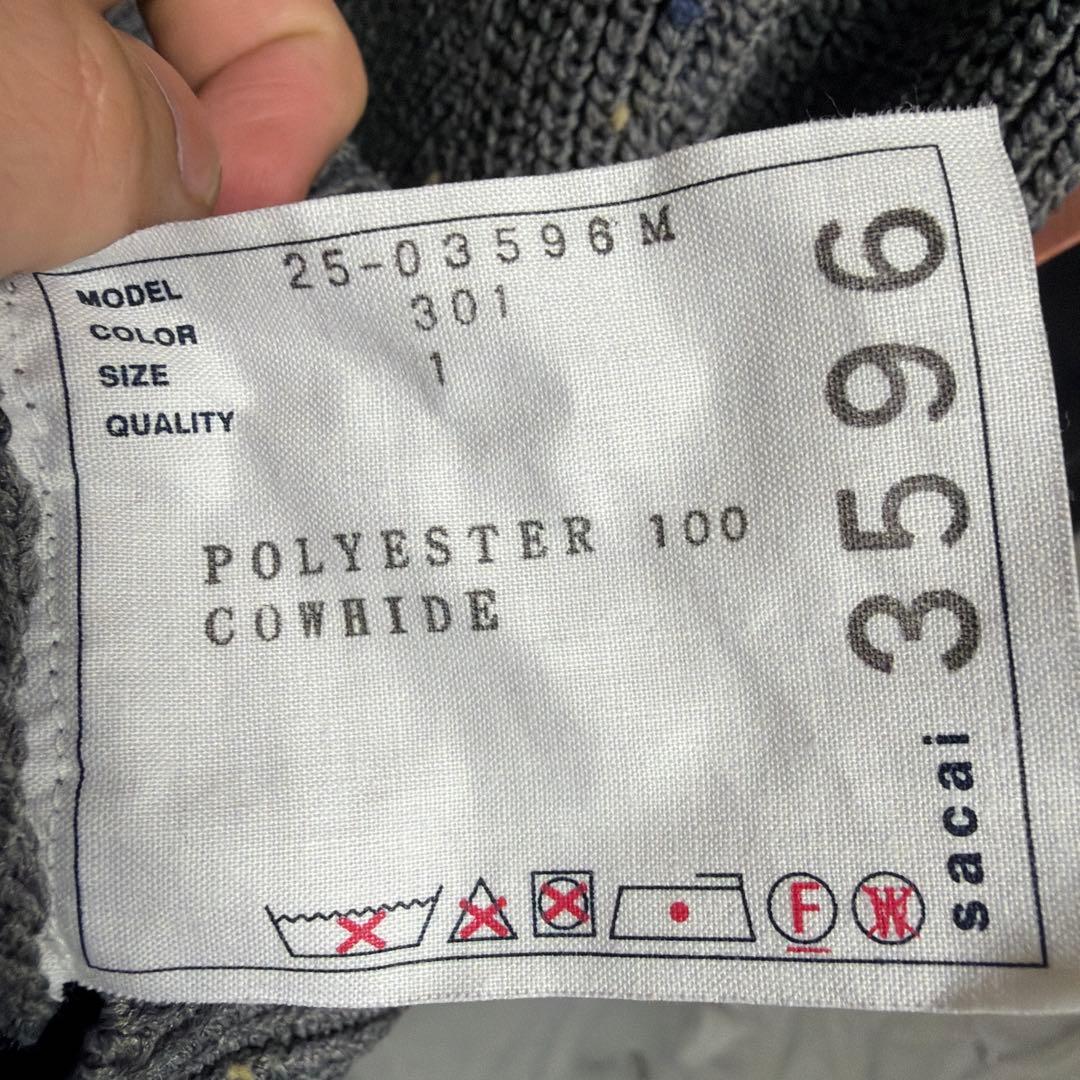 MODEL 25-03596M
COLOR 301
SIZE 1
QUALITY
POLYESTER 100
COWHIDE
3596
sacai
F
W